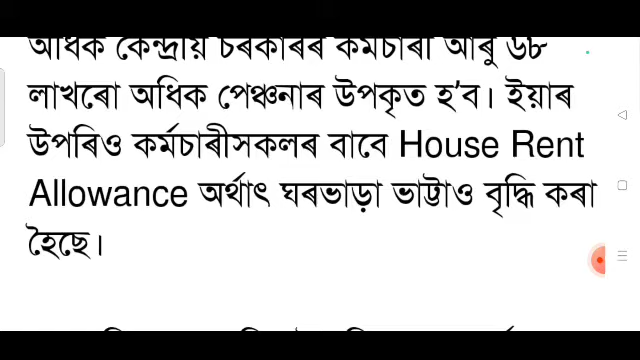 অধিক কেন্দ্ৰীয় চৰকাৰৰ কৰ্মচাৰী আৰু ৬৮
লাখৰো অধিক পেঞ্চনাৰ উপকৃত হ'ব। ইয়াৰ
উপৰিও কৰ্মচাৰীসকলৰ বাবে House Rent
Allowance অৰ্থাৎ ঘৰভাড়া ভাট্টাও বৃদ্ধি কৰা
হৈছে।